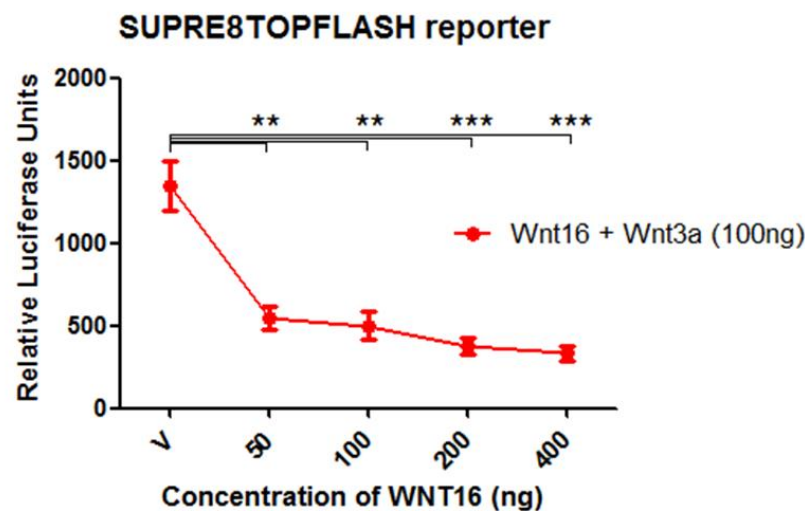 SUPRE8TOPFLASH reporter
2000
** ** *** ***
1500
1000
500
0
Relative Luciferase Units
Wnt16 + Wnt3a (100ng)
V 50 100 200 400
Concentration of WNT16 (ng)